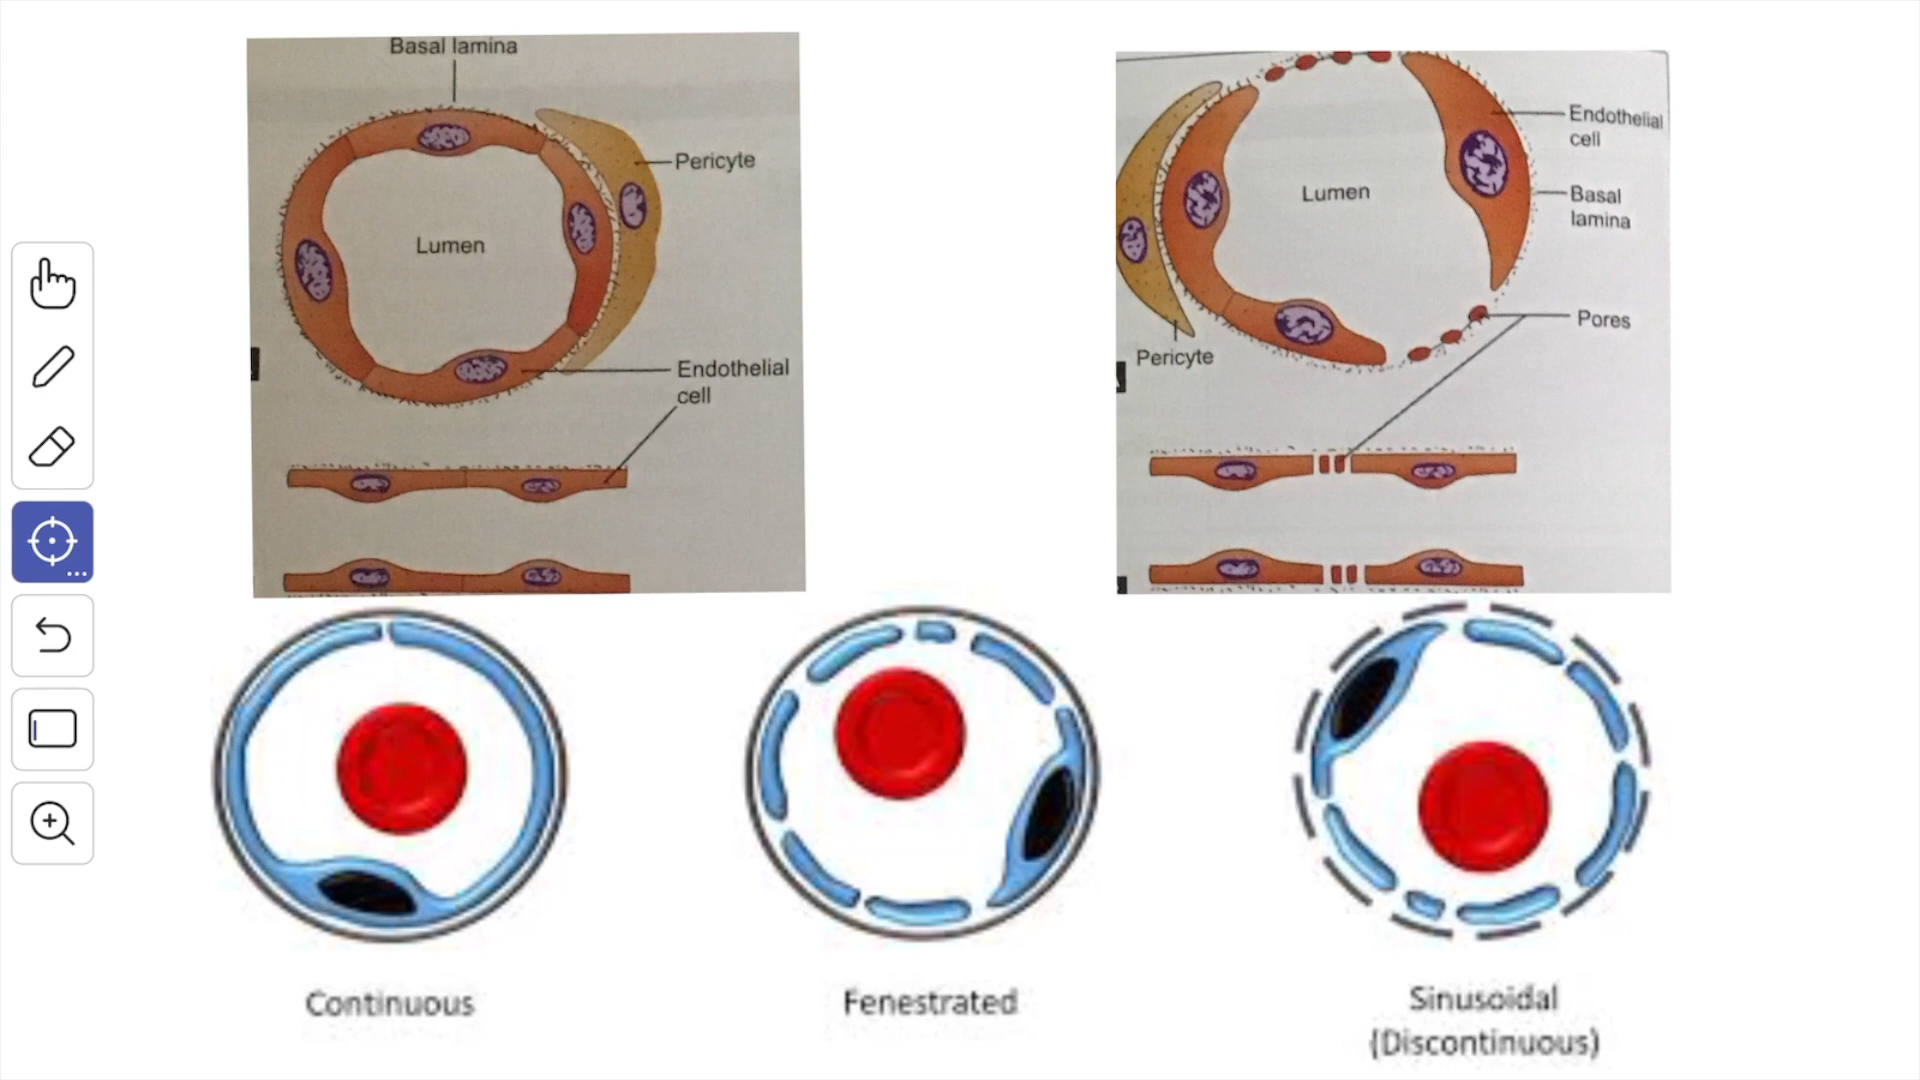 Basal lamina
Pericyte
Lumen
Endothelial
cell
Endothelial
cell
Lumen
Basal
lamina
Pores
Pericyte
Continuous
Fenestrated
Sinusoidal
(Discontinuous)